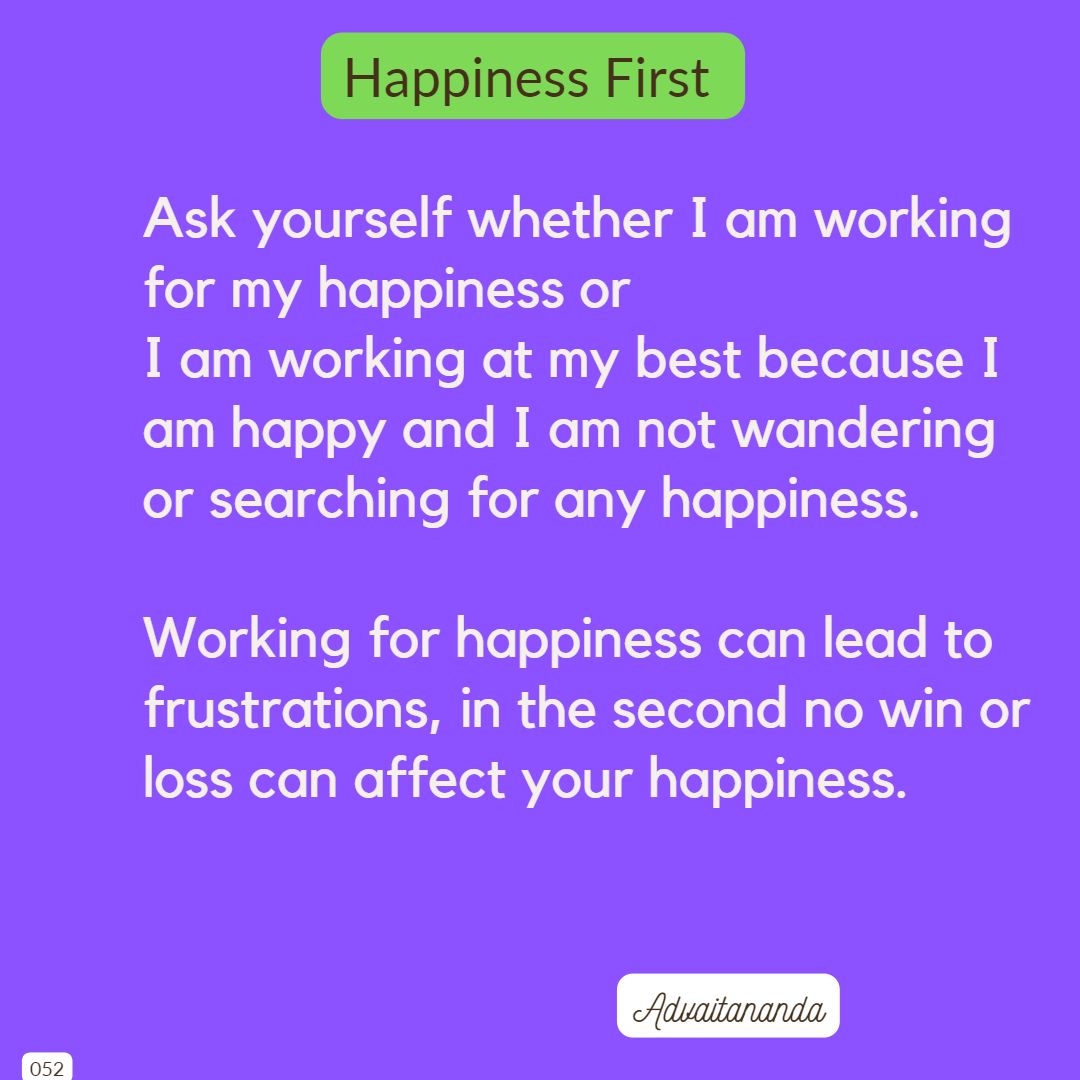 Happiness First
Ask yourself whether I am working
for my happiness or
I am working at my best because I
am happy and I am not wandering
or searching for any happiness.
Working for happiness can lead to
frustrations, in the second no win or
loss can affect your happiness.
Advaitananda
052